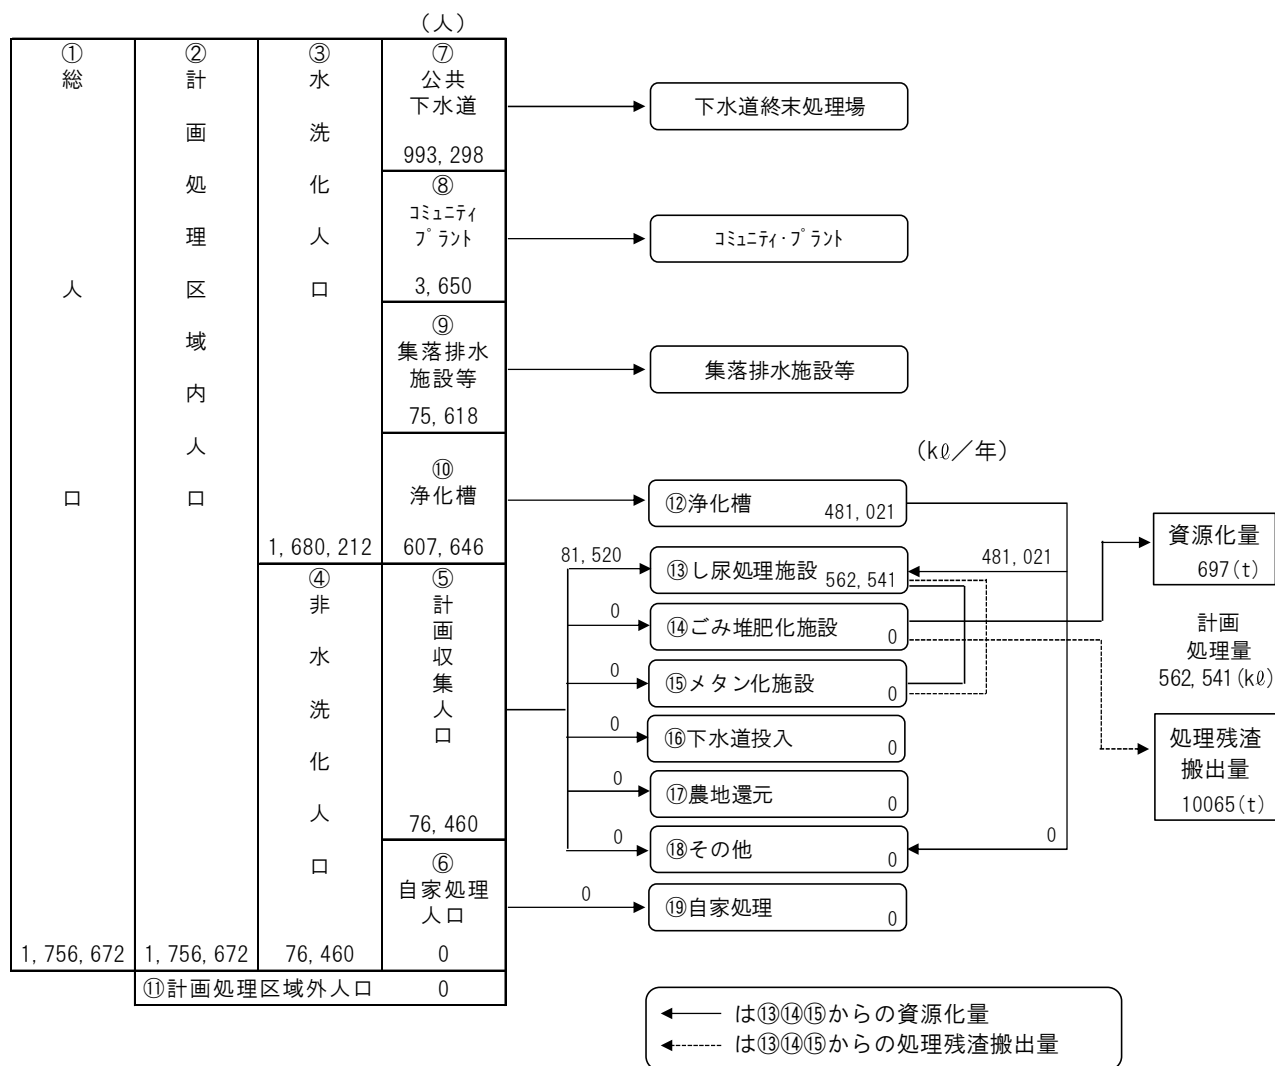 （人）
①
総
人
口
1,756,672
②
計
画
処
理
区
域
内
人
口
1,756,672
③
水
洗
化
人
口
1,680,212
④
非
水
洗
化
人
口
76,460
⑦
公共
下水道
993,298
⑧
ｺﾐｭﾆﾃｨ
ﾌﾟﾗﾝﾄ
3,650
⑨
集落排水
施設等
75,618
⑩
浄化槽
607,646
⑤
計
画
収
集
人
口
76,460
⑥
自家処理
人口
0
⑪計画処理区域外人口 0
下水道終末処理場
ｺﾐｭﾆﾃｨ･ﾌﾟﾗﾝﾄ
集落排水施設等
（kℓ／年）
⑫浄化槽 481,021
81,520
⑬し尿処理施設 562,541
481,021
0
⑭ごみ堆肥化施設 0
0
⑮メタン化施設 0
0
⑯下水道投入 0
0
⑰農地還元 0
0
⑱その他 0
0
0
⑲自家処理 0
資源化量
697(t)
計画
処理量
562,541(kℓ)
処理残渣
搬出量
10065(t)
は⑬⑭⑮からの資源化量
は⑬⑭⑮からの処理残渣搬出量